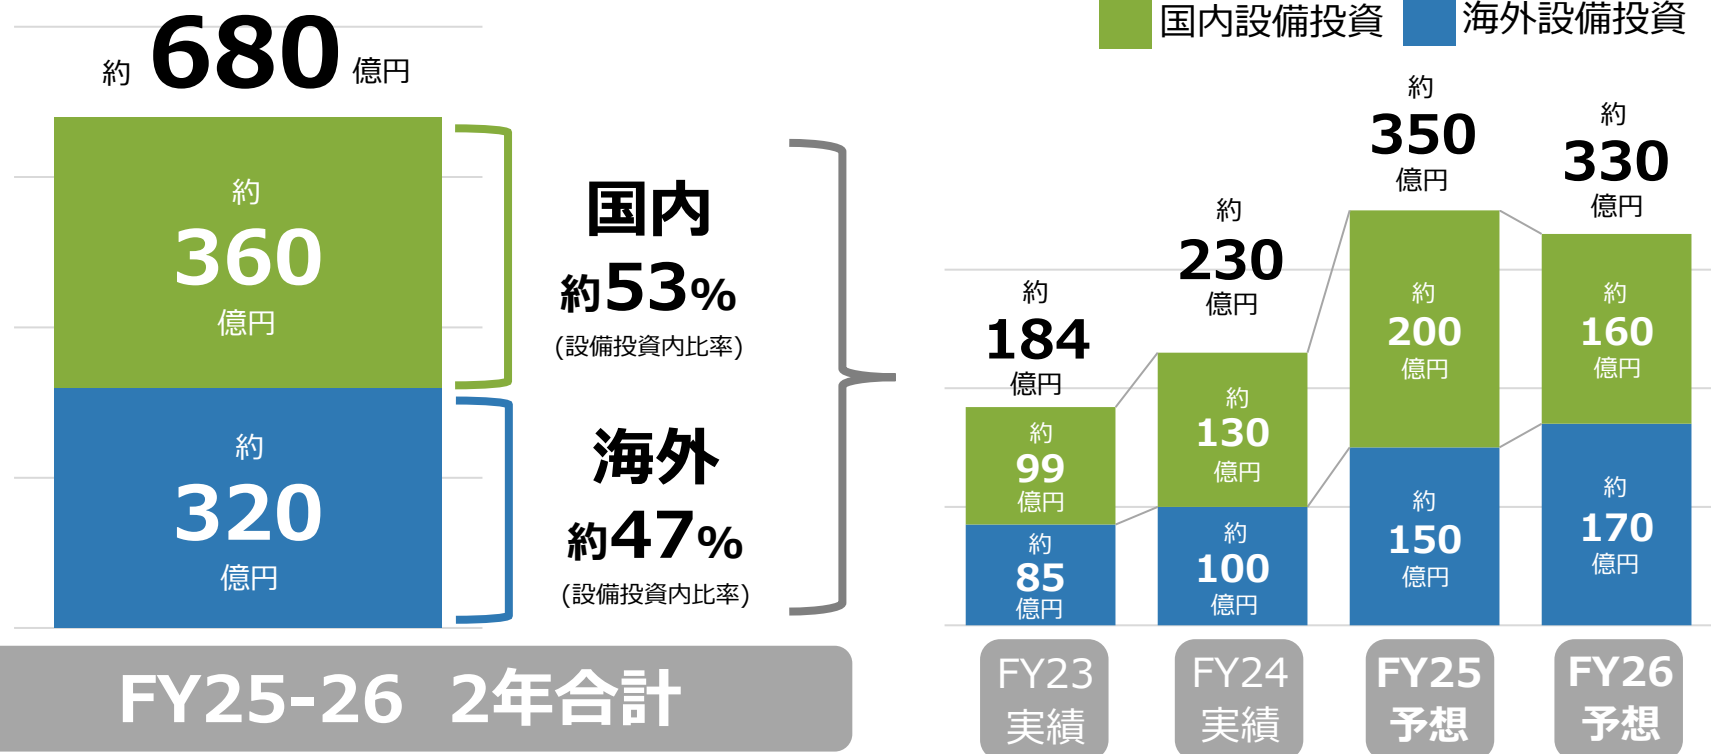 国内設備投資 海外設備投資
約 680 億円
約
360
億円
約
320
億円
国内
約53%
(設備投資内比率)
海外
約47%
(設備投資内比率)
FY25-26 2年合計
約
184
億円
約
99
億円
約
85
億円
FY23
実績
約
230
億円
約
130
億円
約
100
億円
FY24
実績
約
350
億円
約
200
億円
約
150
億円
FY25
予想
約
330
億円
約
160
億円
約
170
億円
FY26
予想